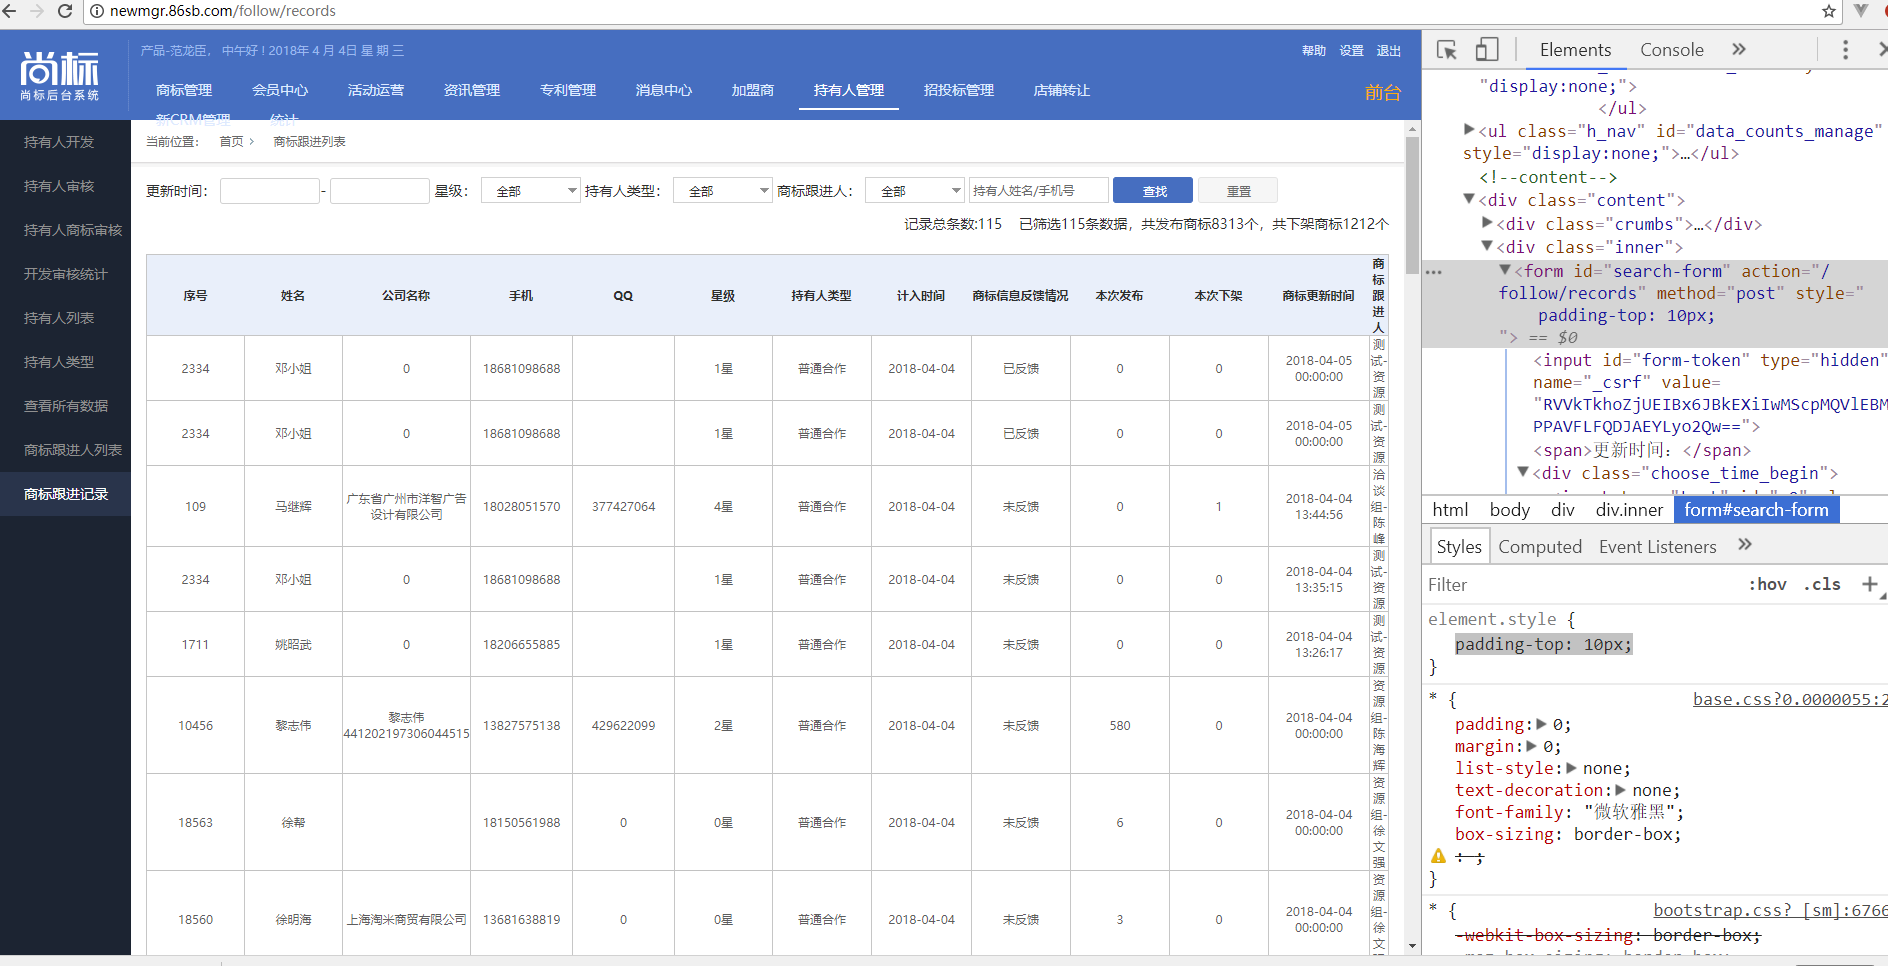 newmgr.86sb.com/follow/records
尚标
尚标后台系统
产品-范龙臣， 中午好 ! 2018年 4 月 4日 星 期 三
帮助 设置 退出
商标管理 会员中心 活动运营 资讯管理 专利管理 消息中心 加盟商 持有人管理 招投标管理 店铺转让
前台
新CRM管理 统计
持有人开发
持有人审核
持有人商标审核
开发审核统计
持有人列表
持有人类型
查看所有数据
商标跟进人列表
商标跟进记录
当前位置： 首页 > 商标跟进列表
更新时间： - 星级： 全部 持有人类型： 全部 商标跟进人： 全部 持有人姓名/手机号 查找 重置
记录总条数:115 已筛选115条数据，共发布商标8313个，共下架商标1212个
序号 姓名 公司名称 手机 QQ 星级 持有人类型 计入时间 商标信息反馈情况 本次发布 本次下架 商标更新时间 商标跟进人
2334 邓小姐 0 18681098688 1星 普通合作 2018-04-04 已反馈 0 0 2018-04-05 00:00:00 测试-资源
2334 邓小姐 0 18681098688 1星 普通合作 2018-04-04 已反馈 0 0 2018-04-05 00:00:00 测试-资源
109 马继辉 广东省广州市洋智广告设计有限公司 18028051570 377427064 4星 普通合作 2018-04-04 未反馈 0 1 2018-04-04 13:44:56 洽谈组-陈峰
2334 邓小姐 0 18681098688 1星 普通合作 2018-04-04 未反馈 0 0 2018-04-04 13:35:15 测试-资源
1711 姚昭武 0 18206655885 1星 普通合作 2018-04-04 未反馈 0 0 2018-04-04 13:26:17 测试-资源
10456 黎志伟 黎志伟441202197306044515 13827575138 429622099 2星 普通合作 2018-04-04 未反馈 580 0 2018-04-04 00:00:00 资源组-陈海辉
18563 徐帮 18150561988 0 0星 普通合作 2018-04-04 未反馈 6 0 2018-04-04 00:00:00 资源组-徐文强
18560 徐明海 上海淘米商贸有限公司 13681638819 0 0星 普通合作 2018-04-04 未反馈 3 0 2018-04-04 00:00:00 资源组-徐文
Elements Console »
"display:none;">
</ul>
<ul class="h_nav" id="data_counts_manage"
style="display:none;">…</ul>
<!--content-->
<div class="content">
<div class="crumbs">…</div>
<div class="inner">
<form id="search-form" action="/
follow/records" method="post" style="
padding-top: 10px;
"> == $0
<input id="form-token" type="hidden"
name="_csrf" value=
"RVVkTkhoZjUEIBx6JBkEXiIwMScpMQVlEBM
PPAVFLFQDJAEYLyo2Qw==">
<span>更新时间：</span>
<div class="choose_time_begin">
html body div div.inner form#search-form
Styles Computed Event Listeners »
Filter :hov .cls +
element.style {
padding-top: 10px;
}
* { base.css?0.0000055:2
padding: 0;
margin: 0;
list-style: none;
text-decoration: none;
font-family: "微软雅黑";
box-sizing: border-box;
: ;
}
* { bootstrap.css? [sm]:6766
-webkit-box-sizing: border-box;
-moz-box-sizing: border-box;